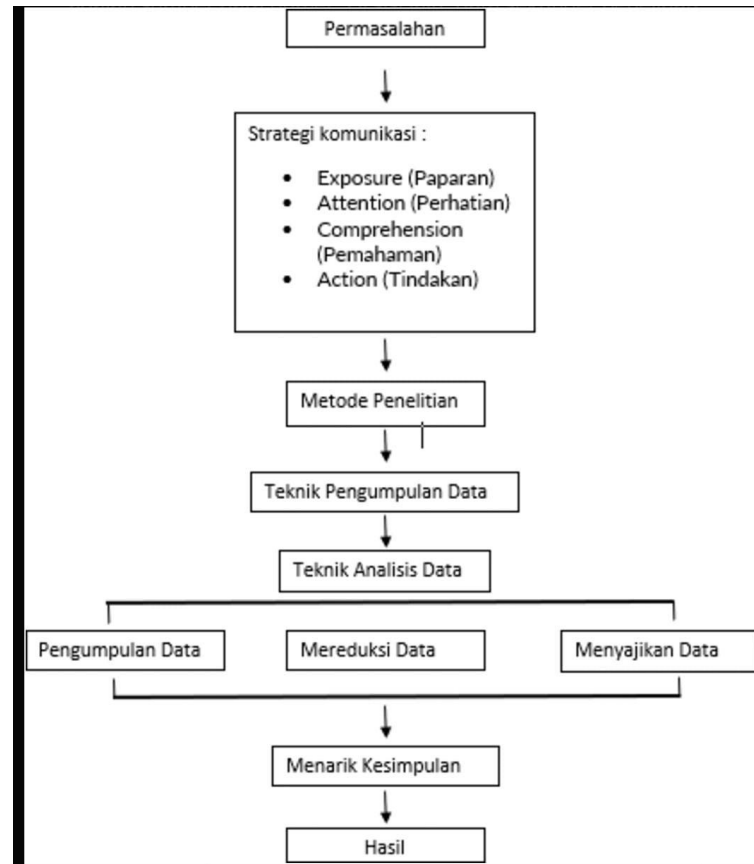 Permasalahan
Strategi komunikasi :
• Exposure (Paparan)
• Attention (Perhatian)
• Comprehension
(Pemahaman)
• Action (Tindakan)
Metode Penelitian
Teknik Pengumpulan Data
Teknik Analisis Data
Pengumpulan Data
Mereduksi Data
Menyajikan Data
Menarik Kesimpulan
Hasil